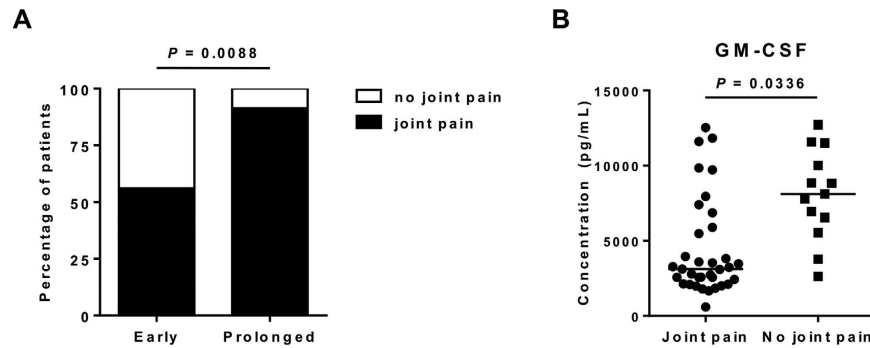 A
P = 0.0088
Percentage of patients
100
75
50
25
0
Early
Prolonged
no joint pain
joint pain
B
GM-CSF
P = 0.0336
Concentration (pg/mL)
15000
10000
5000
0
Joint pain
No joint pain